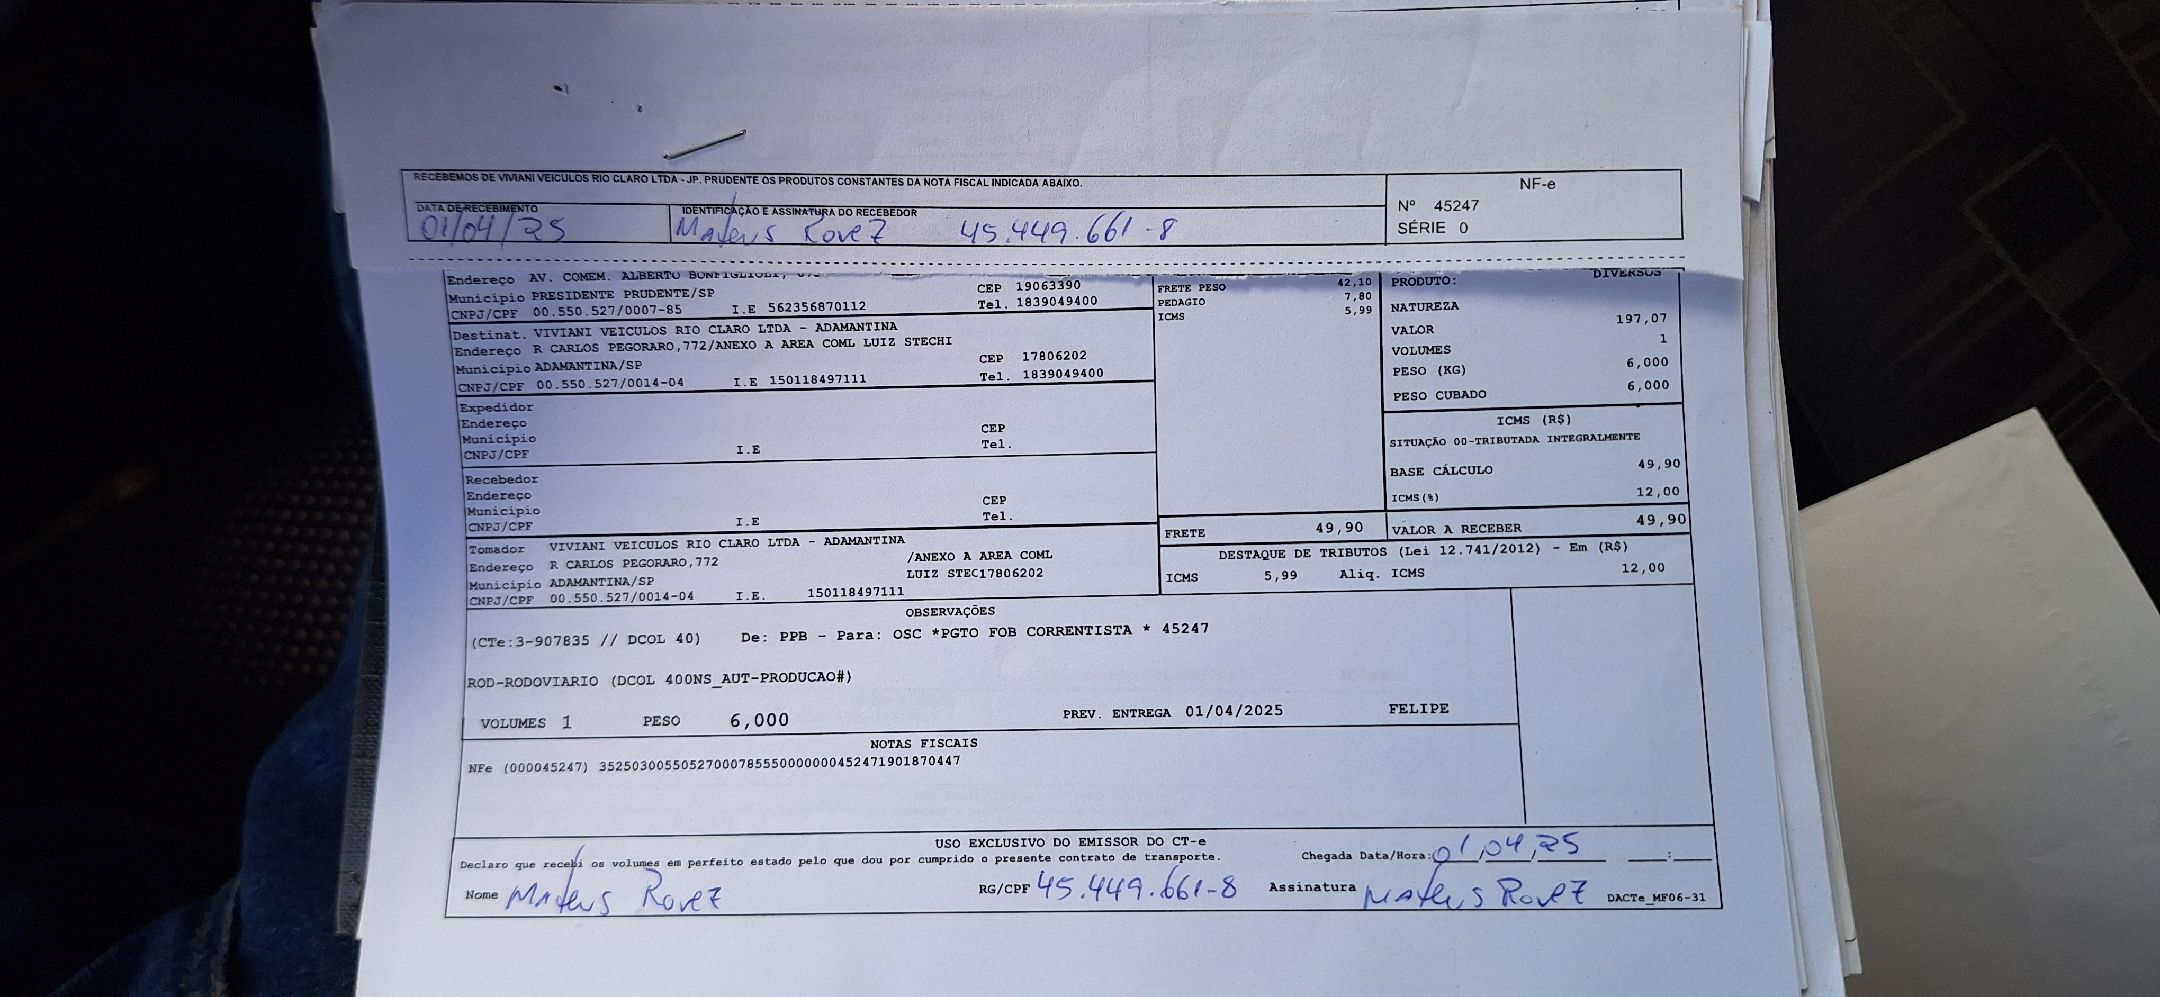 RECEBEMOS DE VIVIANI VEICULOS RIO CLARO LTDA - JP. PRUDENTE OS PRODUTOS CONSTANTES DA NOTA FISCAL INDICADA ABAIXO.
NF-e
Nº 45247
SÉRIE 0
DATA DE RECEBIMENTO
01/04/25
IDENTIFICAÇÃO E ASSINATURA DO RECEBEDOR
Mateus Rovez 45.449.661-8
Endereço AV. COMEM. ALBERTO BONFIGLIOLI,
Município PRESIDENTE PRUDENTE/SP CEP 19063390
CNPJ/CPF 00.550.527/0007-85 I.E 562356870112 Tel. 1839049400
Destinat. VIVIANI VEICULOS RIO CLARO LTDA - ADAMANTINA
Endereço R CARLOS PEGORARO,772/ANEXO A AREA COML LUIZ STECHI
Município ADAMANTINA/SP CEP 17806202
CNPJ/CPF 00.550.527/0014-04 I.E 150118497111 Tel. 1839049400
Expedidor
Endereço
Município CEP
CNPJ/CPF I.E Tel.
Recebedor
Endereço
Município CEP
CNPJ/CPF I.E Tel.
Tomador VIVIANI VEICULOS RIO CLARO LTDA - ADAMANTINA
Endereço R CARLOS PEGORARO,772 /ANEXO A AREA COML
Município ADAMANTINA/SP LUIZ STEC17806202
CNPJ/CPF 00.550.527/0014-04 I.E. 150118497111
FRETE PESO 42,10
PEDAGIO 7,80
ICMS 5,99
FRETE 49,90
PRODUTO: DIVERSOS
NATUREZA
VALOR 197,07
VOLUMES 1
PESO (KG) 6,000
PESO CUBADO 6,000
ICMS (R$)
SITUAÇÃO 00-TRIBUTADA INTEGRALMENTE
BASE CÁLCULO 49,90
ICMS(%) 12,00
VALOR A RECEBER 49,90
DESTAQUE DE TRIBUTOS (Lei 12.741/2012) - Em (R$)
ICMS 5,99 Aliq. ICMS 12,00
OBSERVAÇÕES
(CTe:3-907835 // DCOL 40) De: PPB - Para: OSC *PGTO FOB CORRENTISTA * 45247
ROD-RODOVIARIO (DCOL 400NS_AUT-PRODUCAO#)
VOLUMES 1 PESO 6,000 PREV. ENTREGA 01/04/2025 FELIPE
NOTAS FISCAIS
NFe (000045247) 35250300550527000785550000000452471901870447
USO EXCLUSIVO DO EMISSOR DO CT-e
Declaro que recebi os volumes em perfeito estado pelo que dou por cumprido o presente contrato de transporte. Chegada Data/Hora: 01/04/25 __:__
Nome Mateus Rovez RG/CPF 45.449.661-8 Assinatura Mateus Rovez DACTe_MF06-31